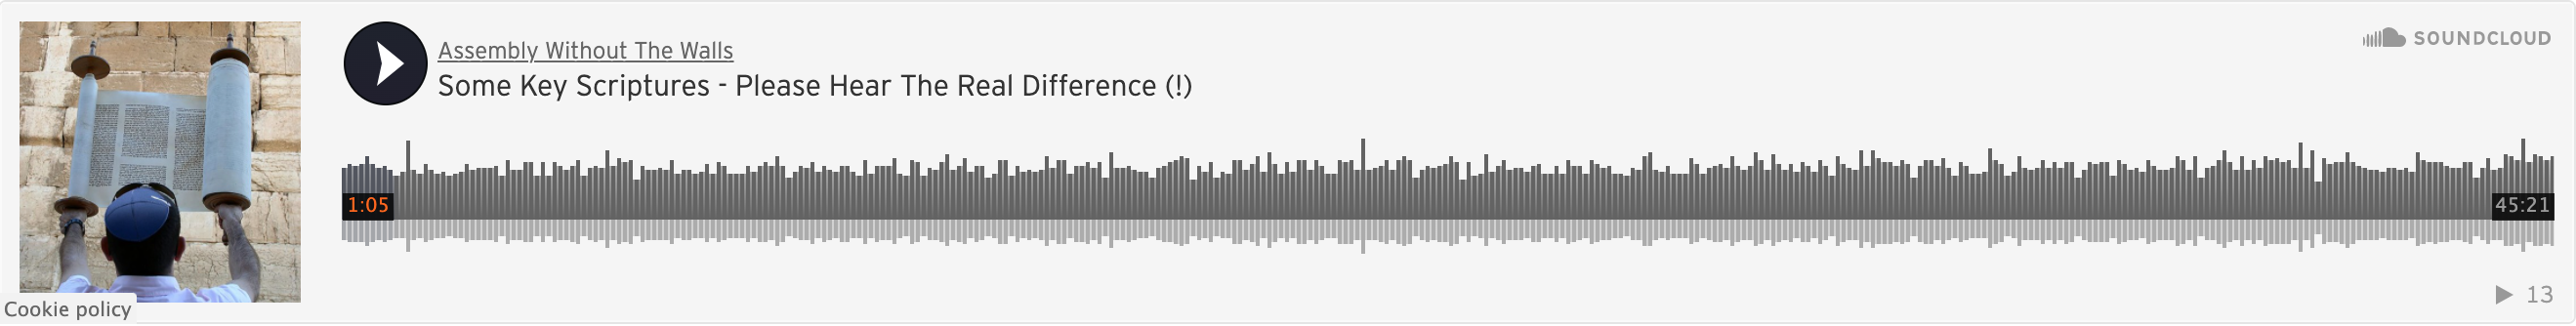 Assembly Without The Walls
SOUNDCLOUD
Some Key Scriptures - Please Hear The Real Difference (!)
1:05
45:21
13
Cookie policy